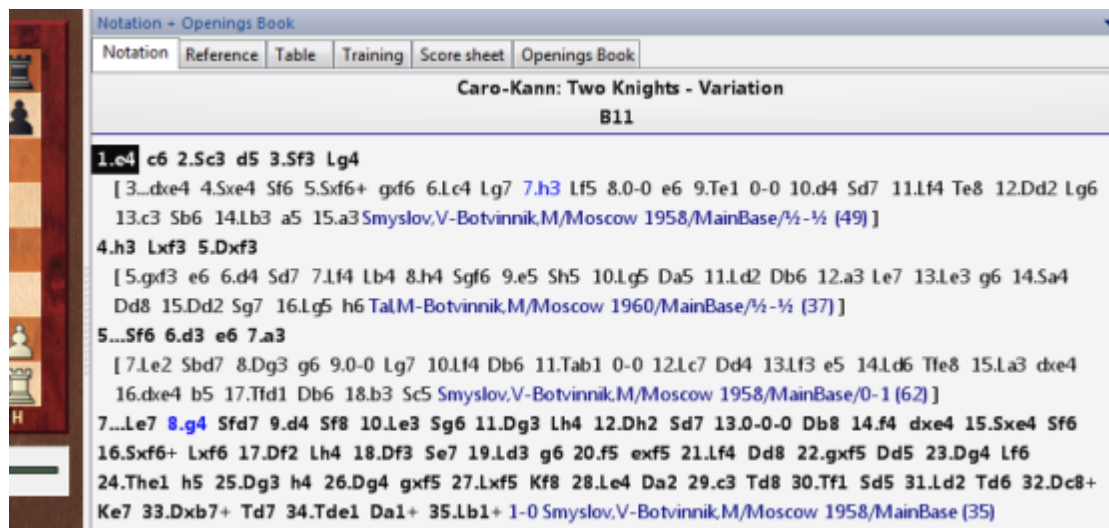 Notation + Openings Book
Notation Reference Table Training Score sheet Openings Book
Caro-Kann: Two Knights - Variation
B11
1.e4 c6 2.Sc3 d5 3.Sf3 Lg4
[ 3...dxe4 4.Sxe4 Sf6 5.Sxf6+ gxf6 6.Lc4 Lg7 7.h3 Lf5 8.0-0 e6 9.Te1 0-0 10.d4 Sd7 11.Lf4 Te8 12.Dd2 Lg6
13.c3 Sb6 14.Lb3 a5 15.a3 Smyslov,V-Botvinnik,M/Moscow 1958/MainBase/½-½ (49) ]
4.h3 Lxf3 5.Dxf3
[ 5.gxf3 e6 6.d4 Sd7 7.Lf4 Lb4 8.h4 Sgf6 9.e5 Sh5 10.Lg5 Da5 11.Ld2 Db6 12.a3 Le7 13.Le3 g6 14.Sa4
Dd8 15.Dd2 Sg7 16.Lg5 h6 Tal,M-Botvinnik,M/Moscow 1960/MainBase/½-½ (37) ]
5...Sf6 6.d3 e6 7.a3
[ 7.Le2 Sbd7 8.Dg3 g6 9.0-0 Lg7 10.Lf4 Db6 11.Tab1 0-0 12.Lc7 Dd4 13.Lf3 e5 14.Ld6 Tfe8 15.La3 dxe4
16.dxe4 b5 17.Tfd1 Db6 18.b3 Sc5 Smyslov,V-Botvinnik,M/Moscow 1958/MainBase/0-1 (62) ]
7...Le7 8.g4 Sfd7 9.d4 Sf8 10.Le3 Sg6 11.Dg3 Lh4 12.Dh2 Sd7 13.0-0-0 Db8 14.f4 dxe4 15.Sxe4 Sf6
16.Sxf6+ Lxf6 17.Df2 Lh4 18.Df3 Se7 19.Ld3 g6 20.f5 exf5 21.Lf4 Dd8 22.gxf5 Dd5 23.Dg4 Lf6
24.The1 h5 25.Dg3 h4 26.Dg4 gxf5 27.Lxf5 Kf8 28.Le4 Da2 29.c3 Td8 30.Tf1 Sd5 31.Ld2 Td6 32.Dc8+
Ke7 33.Dxb7+ Td7 34.Tde1 Da1+ 35.Lb1+ 1-0 Smyslov,V-Botvinnik,M/Moscow 1958/MainBase (35)
H